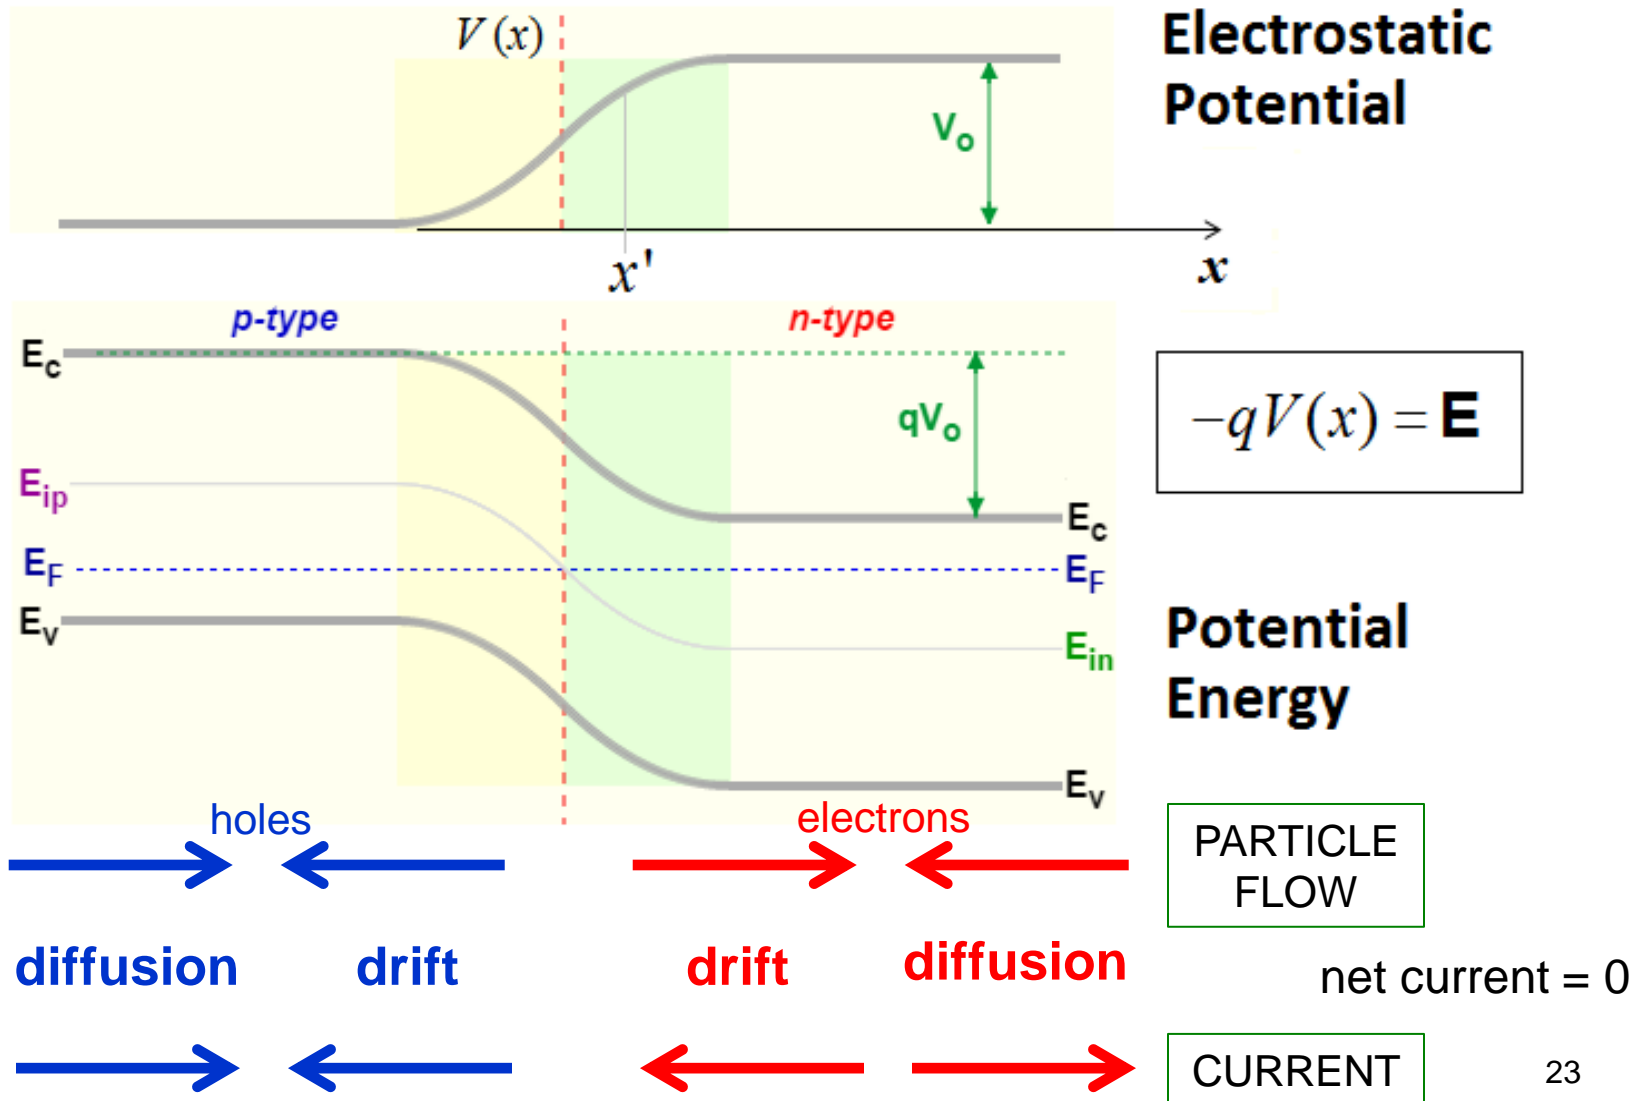 V(x)
Electrostatic
Potential
Vo
x'
x
p-type
n-type
Ec
qVo
-qV(x) = E
Eip
Ec
EF
EF
Ev
Ein
Potential
Energy
Ev
holes
electrons
PARTICLE
FLOW
diffusion
drift
drift
diffusion
net current = 0
CURRENT
23